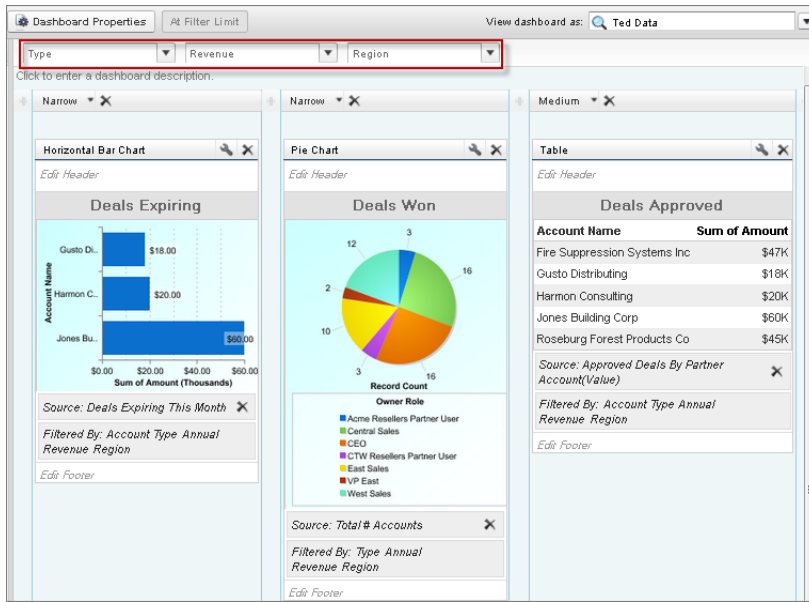 Dashboard Properties At Filter Limit View dashboard as: Ted Data
Type Revenue Region
Click to enter a dashboard description.
Narrow
Horizontal Bar Chart
Edit Header
Deals Expiring
Account Name
Gusto Di.. $18.00
Harmon C.. $20.00
Jones Bu.. $60.00
$0.00 $20.00 $40.00 $60.00
Sum of Amount (Thousands)
Source: Deals Expiring This Month
Filtered By: Account Type Annual
Revenue Region
Edit Footer
Narrow
Pie Chart
Edit Header
Deals Won
3
12
16
2
10
3
16
Record Count
Owner Role
Acme Resellers Partner User
Central Sales
CEO
CTW Resellers Partner User
East Sales
VP East
West Sales
Source: Total # Accounts
Filtered By: Type Annual
Revenue Region
Edit Footer
Medium
Table
Edit Header
Deals Approved
Account Name Sum of Amount
Fire Suppression Systems Inc $47K
Gusto Distributing $18K
Harmon Consulting $20K
Jones Building Corp $60K
Roseburg Forest Products Co $45K
Source: Approved Deals By Partner
Account(Value)
Filtered By: Account Type Annual
Revenue Region
Edit Footer